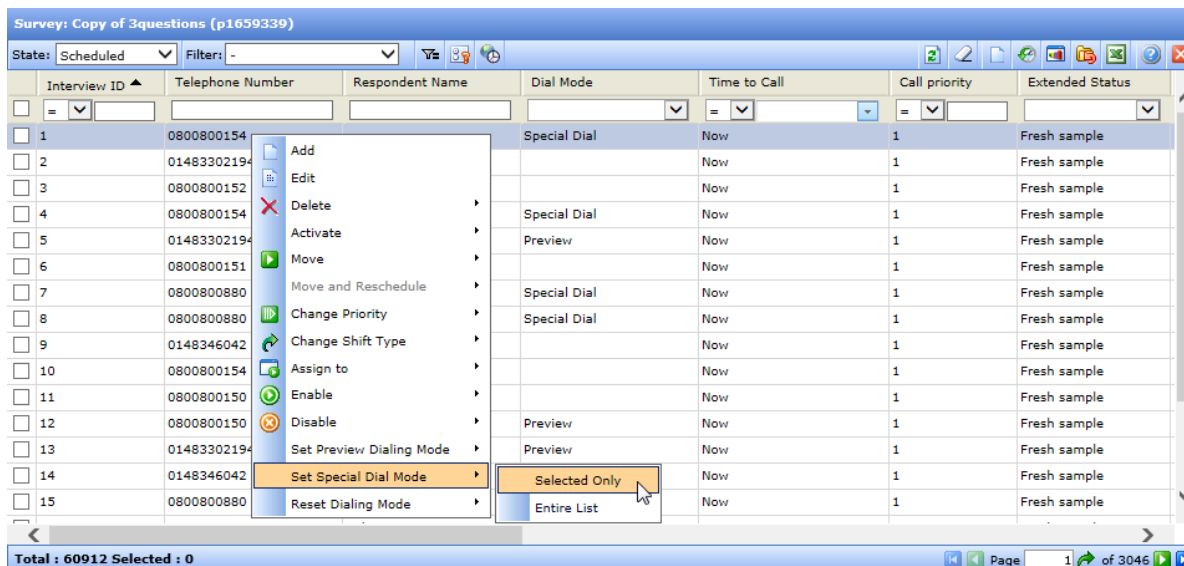 Survey: Copy of 3questions (p1659339)
State: Scheduled Filter: -
Interview ID Telephone Number Respondent Name Dial Mode Time to Call Call priority Extended Status
= = =
1 0800800154 Special Dial Now 1 Fresh sample
Add
2 01483302194 Now 1 Fresh sample
Edit
3 0800800152 Now 1 Fresh sample
Delete
4 0800800154 Special Dial Now 1 Fresh sample
Activate
5 01483302194 Preview Now 1 Fresh sample
Move
6 0800800151 Now 1 Fresh sample
Move and Reschedule
7 0800800880 Special Dial Now 1 Fresh sample
Change Priority
8 0800800880 Special Dial Now 1 Fresh sample
Change Shift Type
9 0148346042 Now 1 Fresh sample
Assign to
10 0800800154 Now 1 Fresh sample
Enable
11 0800800150 Now 1 Fresh sample
Disable
12 0800800150 Preview Now 1 Fresh sample
Set Preview Dialing Mode
13 01483302194 Preview Now 1 Fresh sample
Set Special Dial Mode Selected Only
14 0148346042 Now 1 Fresh sample
Reset Dialing Mode Entire List
15 0800800880 Now 1 Fresh sample
Total : 60912 Selected : 0 Page 1 of 3046